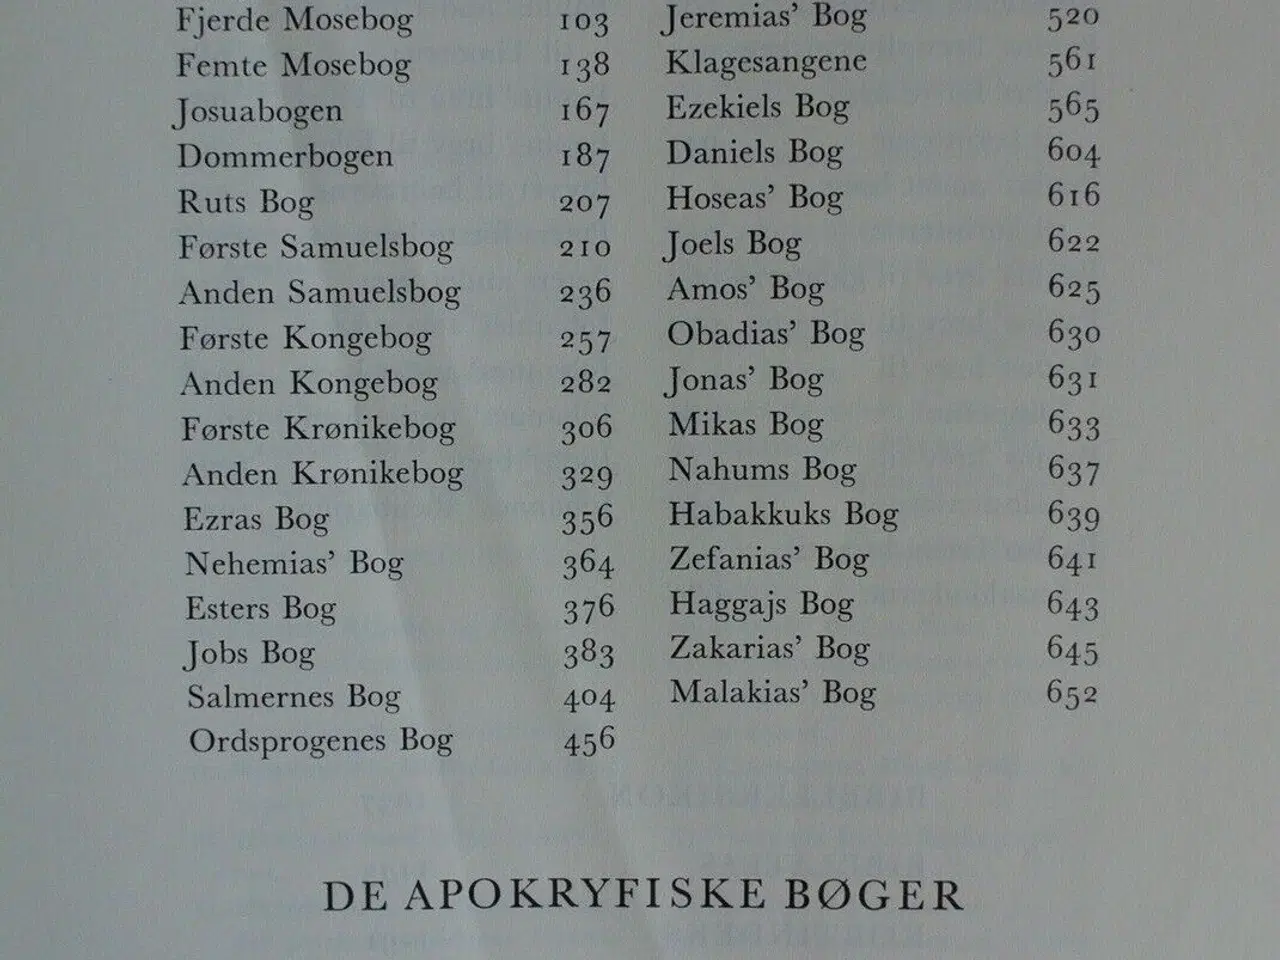 Fjerde Mosebog 103
Femte Mosebog 138
Josuabogen 167
Dommerbogen 187
Ruts Bog 207
Første Samuelsbog 210
Anden Samuelsbog 236
Første Kongebog 257
Anden Kongebog 282
Første Krønikebog 306
Anden Krønikebog 329
Ezras Bog 356
Nehemias’ Bog 364
Esters Bog 376
Jobs Bog 383
Salmernes Bog 404
Ordsprogenes Bog 456
Jeremias’ Bog 520
Klagesangene 561
Ezekiels Bog 565
Daniels Bog 604
Hoseas’ Bog 616
Joels Bog 622
Amos’ Bog 625
Obadias’ Bog 630
Jonas’ Bog 631
Mikas Bog 633
Nahums Bog 637
Habakkuks Bog 639
Zefanias’ Bog 641
Haggajs Bog 643
Zakarias’ Bog 645
Malakias’ Bog 652
DE APOKRYFISKE BØGER